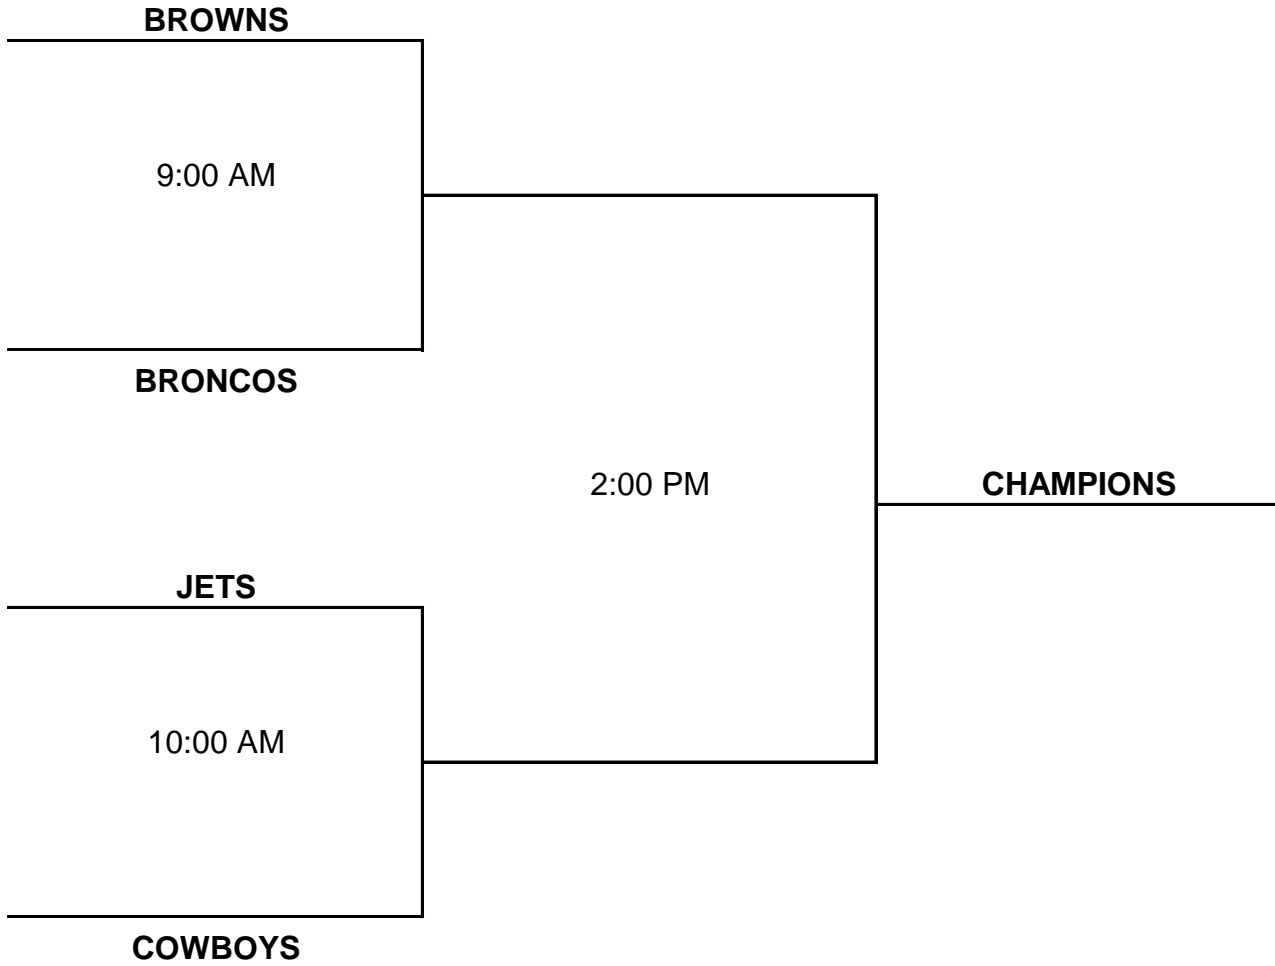 BROWNS
9:00 AM
BRONCOS
2:00 PM
CHAMPIONS
JETS
10:00 AM
COWBOYS